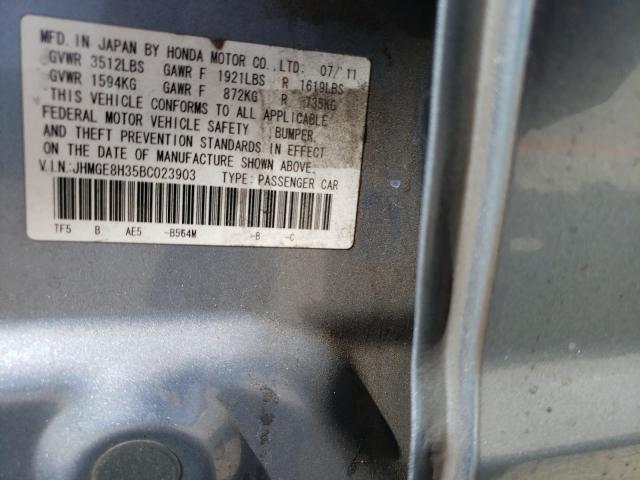 MFD. IN JAPAN BY HONDA MOTOR CO.,LTD: 07/11
GVWR 3512LBS GAWR F 1921LBS R 1619LBS
GVWR 1594KG GAWR F 872KG R 735KG
THIS VEHICLE CONFORMS TO ALL APPLICABLE
FEDERAL MOTOR VEHICLE SAFETY BUMPER,
AND THEFT PREVENTION STANDARDS IN EFFECT
ON THE DATE OF MANUFACTURE SHOWN ABOVE.
V.I.N:JHMGE8H35BC023903 TYPE: PASSENGER CAR
TF5 B AE5 -B564M -B -C